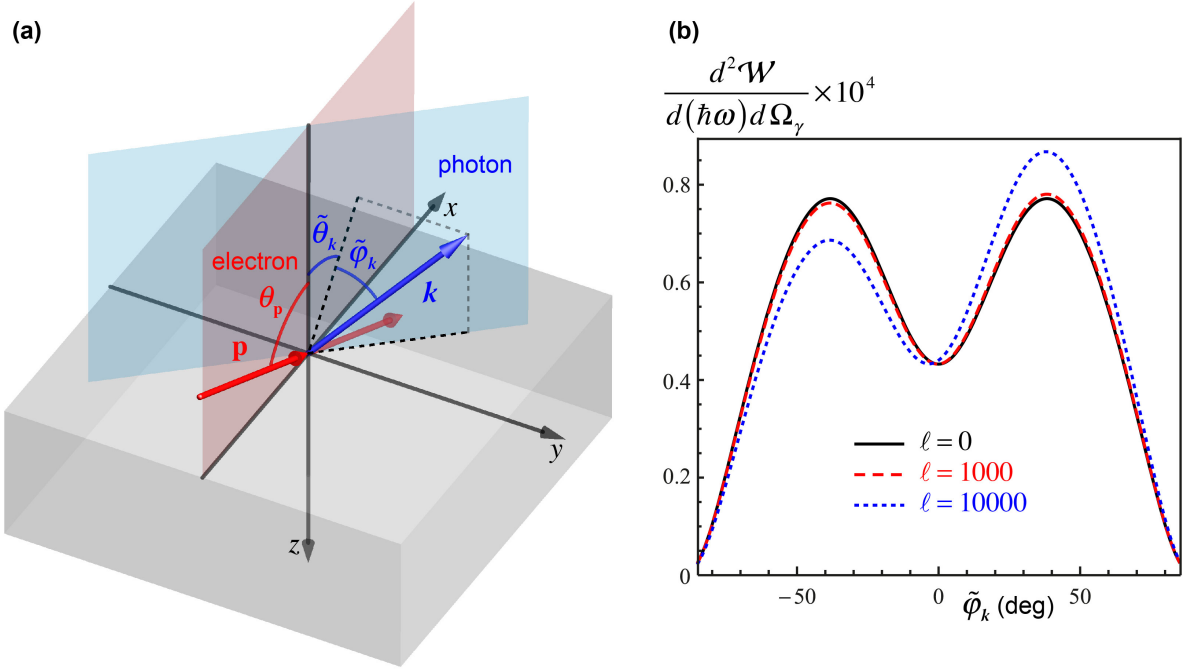 (a)
photon
x
θ̃ₖ
φ̃ₖ
electron
θₚ
k
p
y
z
(b)
d²𝒲
d(ħω)dΩᵧ
×10⁴
0.8
0.6
0.4
0.2
0
ℓ = 0
ℓ = 1000
ℓ = 10000
−50
0
50
φ̃ₖ (deg)